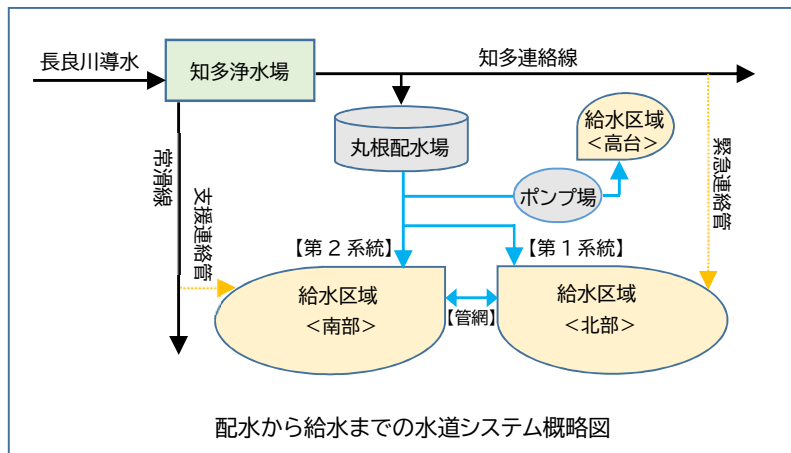 長良川導水
知多浄水場
知多連絡線
丸根配水場
給水区域
<高台>
ポンプ場
緊急連絡管
常滑線
支援連絡管
【第2系統】
【第1系統】
給水区域
<南部>
【管網】
給水区域
<北部>
配水から給水までの水道システム概略図